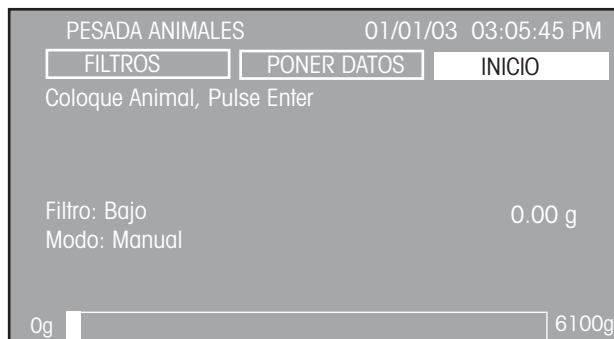 PESADA ANIMALES 01/01/03 03:05:45 PM
FILTROS PONER DATOS INICIO
Coloque Animal, Pulse Enter
Filtro: Bajo 0.00 g
Modo: Manual
0g 6100g